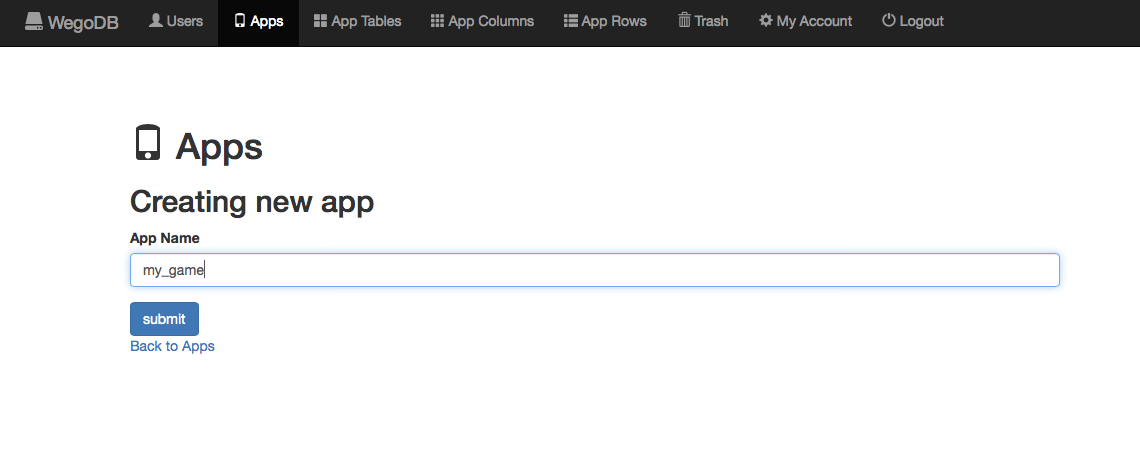 WegoDB Users Apps App Tables App Columns App Rows Trash My Account Logout
Apps
Creating new app
App Name
my_game
submit
Back to Apps